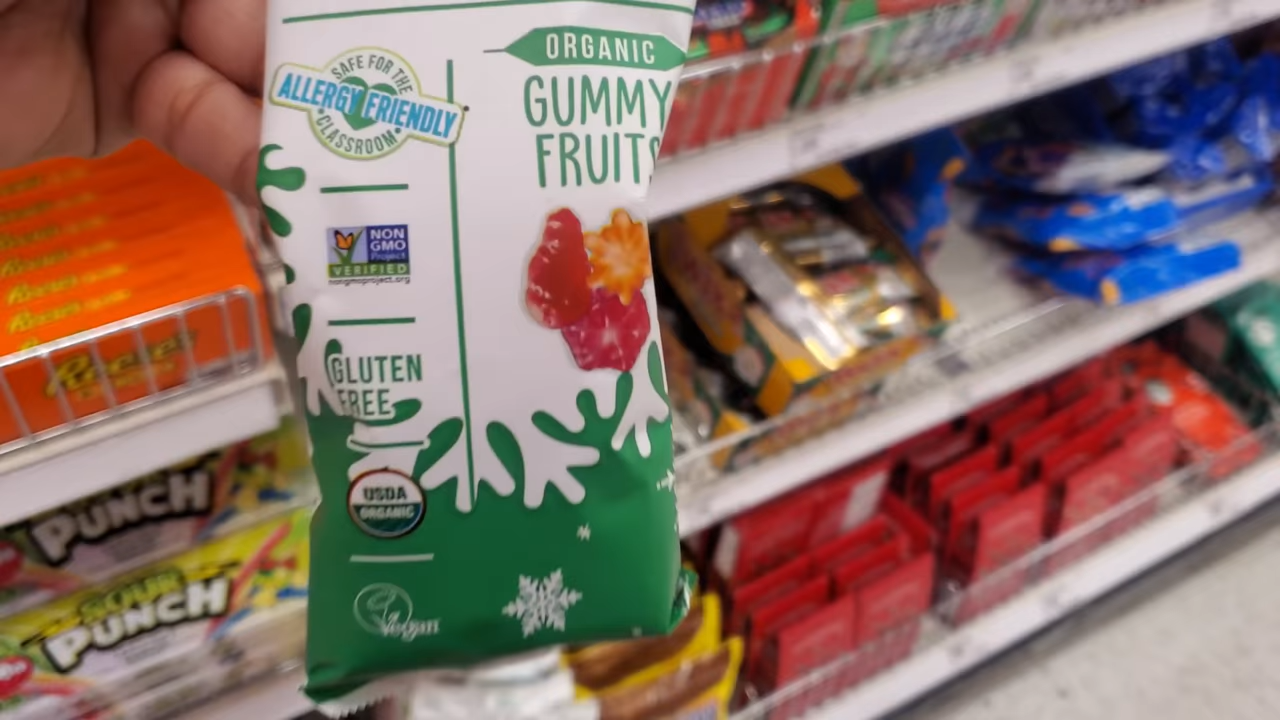 ORGANIC
GUMMY
FRUITS
SAFE FOR THE
ALLERGY FRIENDLY
CLASSROOM
NON
GMO
Project
VERIFIED
nongmoproject.org
GLUTEN
FREE
USDA
ORGANIC
Vegan
Reese's
PUNCH
SOUR
PUNCH